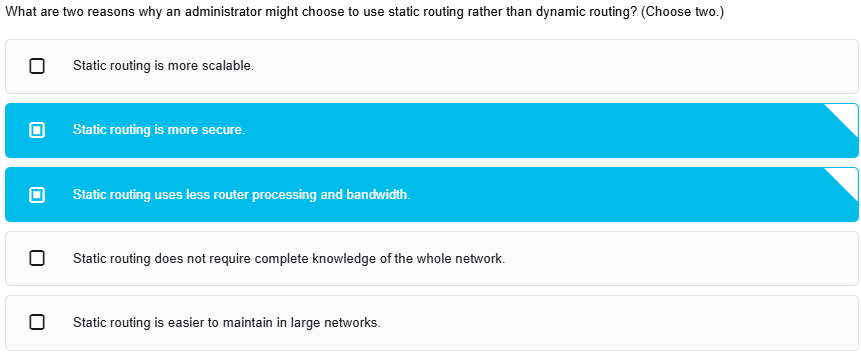 What are two reasons why an administrator might choose to use static routing rather than dynamic routing? (Choose two.)
Static routing is more scalable.
Static routing is more secure.
Static routing uses less router processing and bandwidth.
Static routing does not require complete knowledge of the whole network.
Static routing is easier to maintain in large networks.